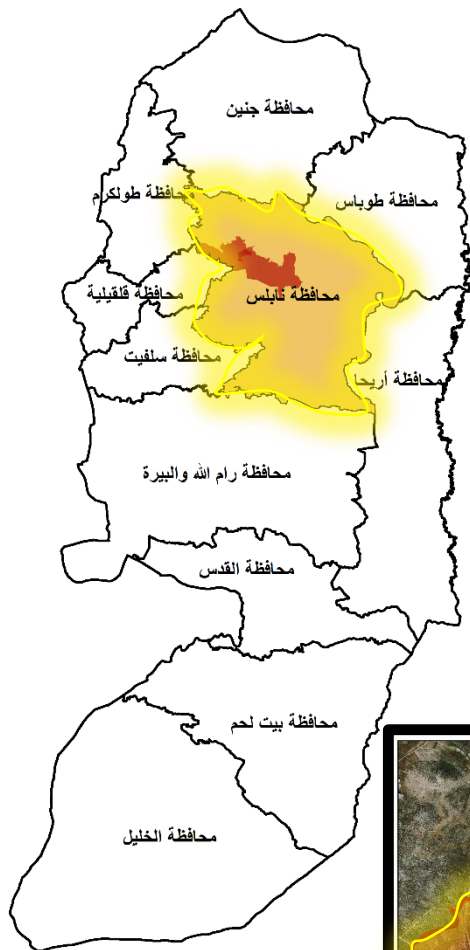 محافظة جنين
محافظة طوباس
حافظة طولكرم
محافظة قلقيلية
محافظة نابلس
محافظة سلفيت
محافظة أريحا
محافظة رام الله والبيرة
محافظة القدس
محافظة بيت لحم
محافظة الخليل